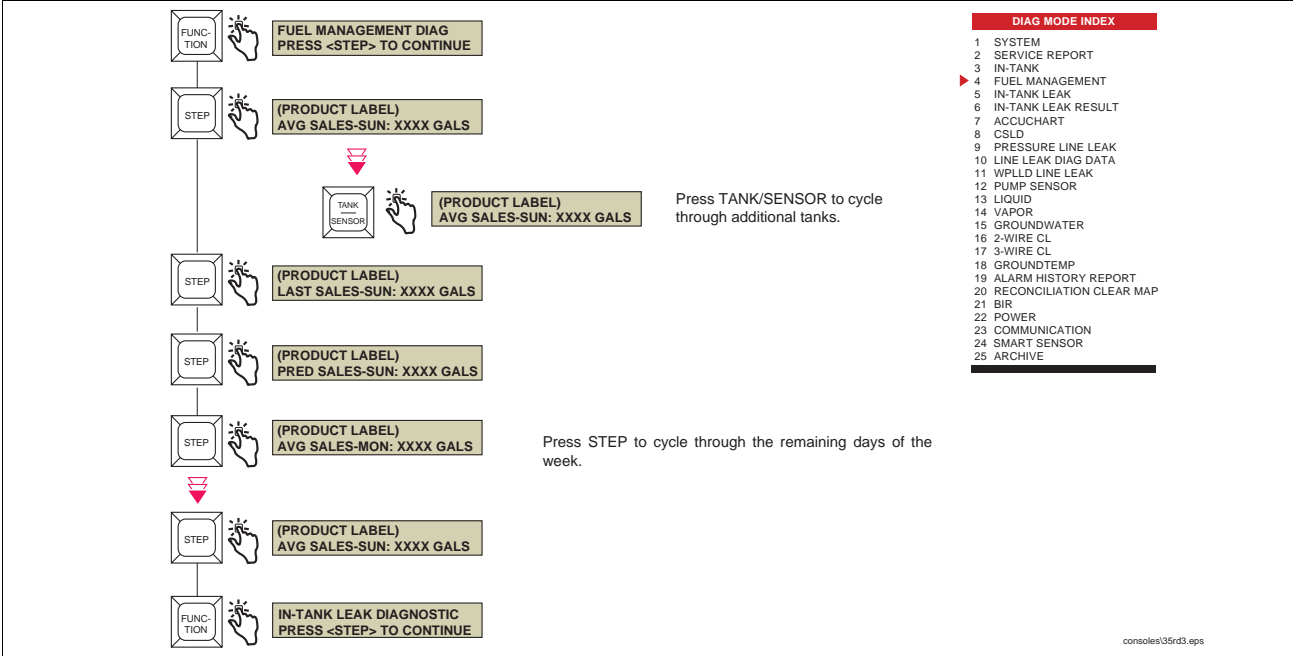 FUNC-
TION
FUEL MANAGEMENT DIAG
PRESS <STEP> TO CONTINUE
STEP
(PRODUCT LABEL)
AVG SALES-SUN: XXXX GALS
TANK
SENSOR
(PRODUCT LABEL)
AVG SALES-SUN: XXXX GALS
Press TANK/SENSOR to cycle
through additional tanks.
STEP
(PRODUCT LABEL)
LAST SALES-SUN: XXXX GALS
STEP
(PRODUCT LABEL)
PRED SALES-SUN: XXXX GALS
STEP
(PRODUCT LABEL)
AVG SALES-MON: XXXX GALS
Press STEP to cycle through the remaining days of the
week.
STEP
(PRODUCT LABEL)
AVG SALES-SUN: XXXX GALS
FUNC-
TION
IN-TANK LEAK DIAGNOSTIC
PRESS <STEP> TO CONTINUE
DIAG MODE INDEX
1 SYSTEM
2 SERVICE REPORT
3 IN-TANK
4 FUEL MANAGEMENT
5 IN-TANK LEAK
6 IN-TANK LEAK RESULT
7 ACCUCHART
8 CSLD
9 PRESSURE LINE LEAK
10 LINE LEAK DIAG DATA
11 WPLLD LINE LEAK
12 PUMP SENSOR
13 LIQUID
14 VAPOR
15 GROUNDWATER
16 2-WIRE CL
17 3-WIRE CL
18 GROUNDTEMP
19 ALARM HISTORY REPORT
20 RECONCILIATION CLEAR MAP
21 BIR
22 POWER
23 COMMUNICATION
24 SMART SENSOR
25 ARCHIVE
consoles\35rd3.eps